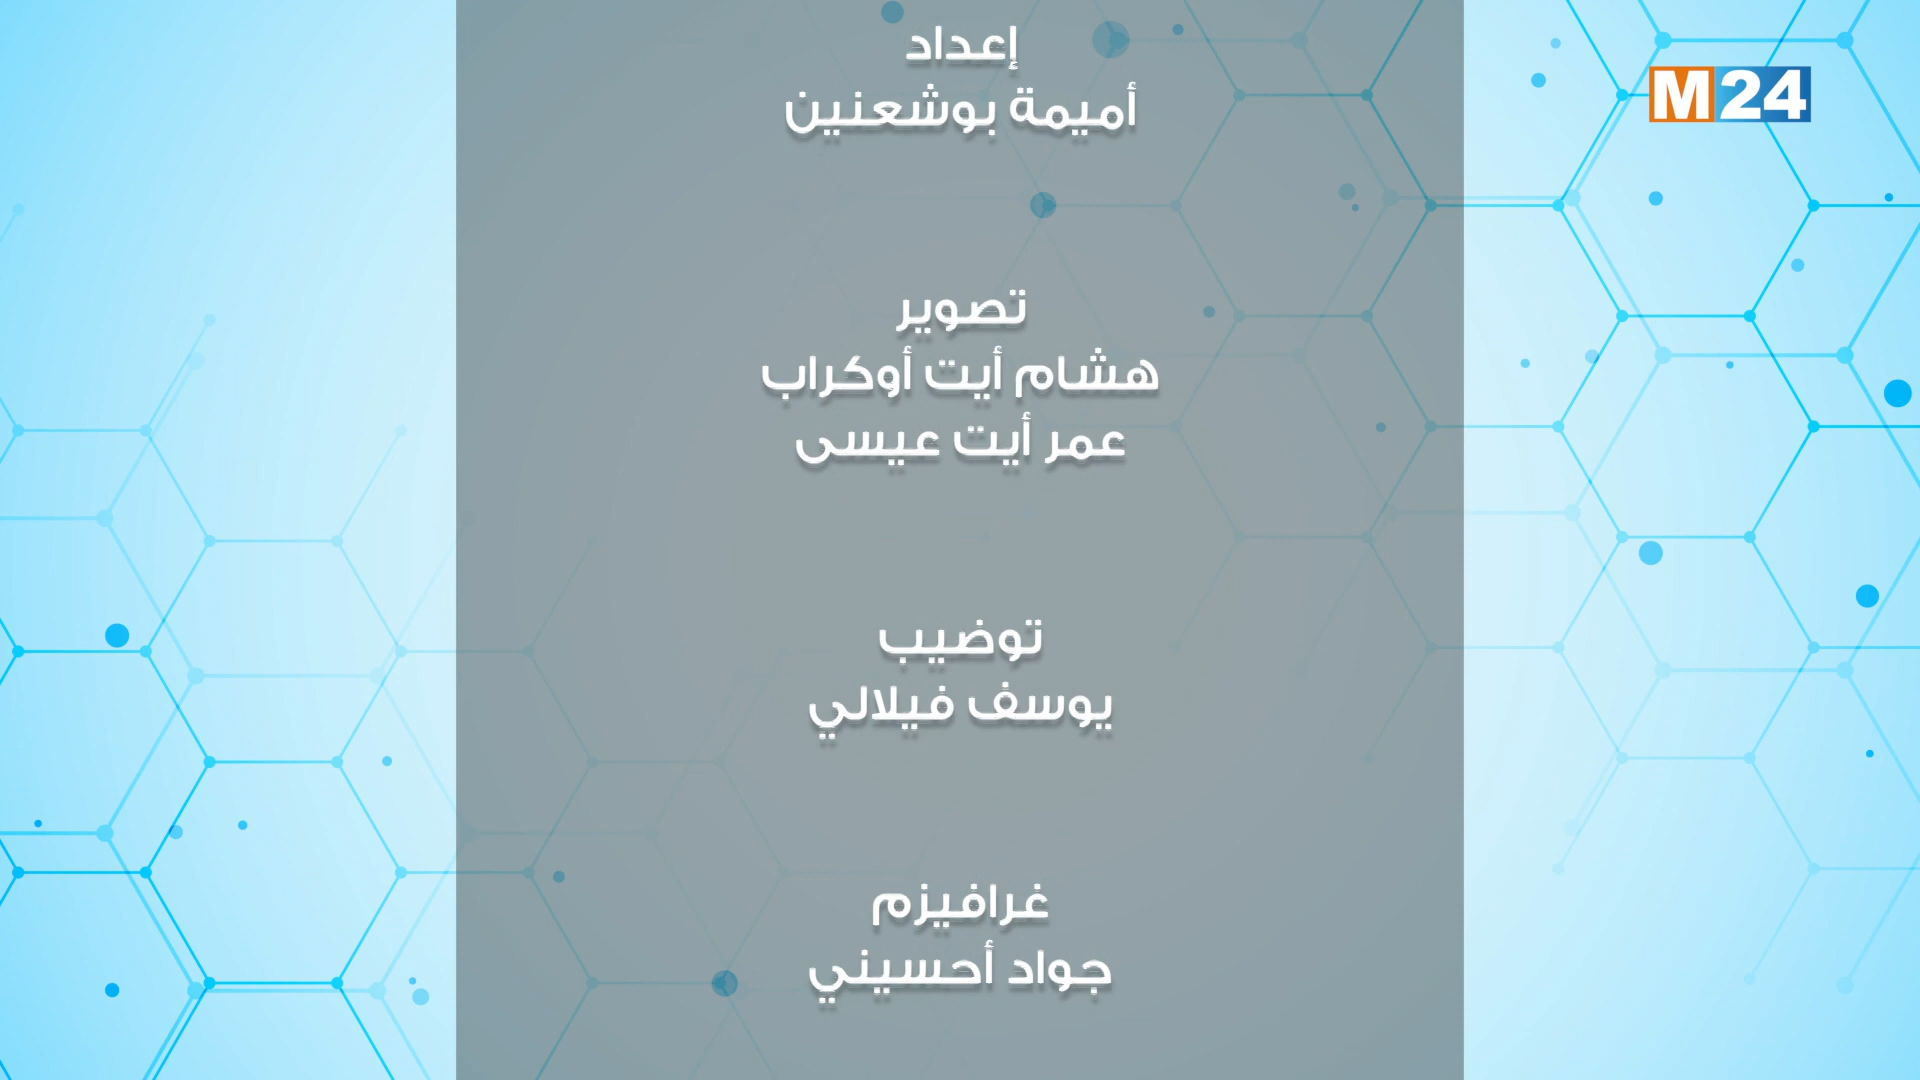 إعداد
أميمة بوشعنين
M24
تصوير
هشام أيت أوكراب
عمر أيت عيسى
توضيب
يوسف فيلالي
غرافيزم
جواد أحسيني